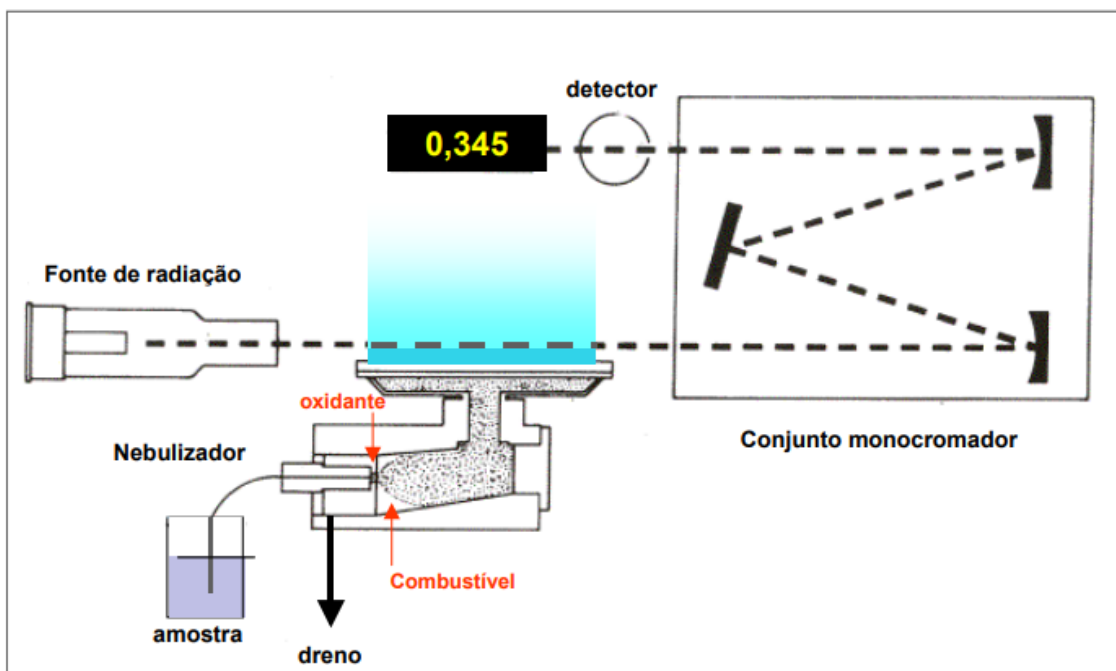 detector
0,345
Fonte de radiação
oxidante
Nebulizador
Conjunto monocromador
Combustível
amostra
dreno